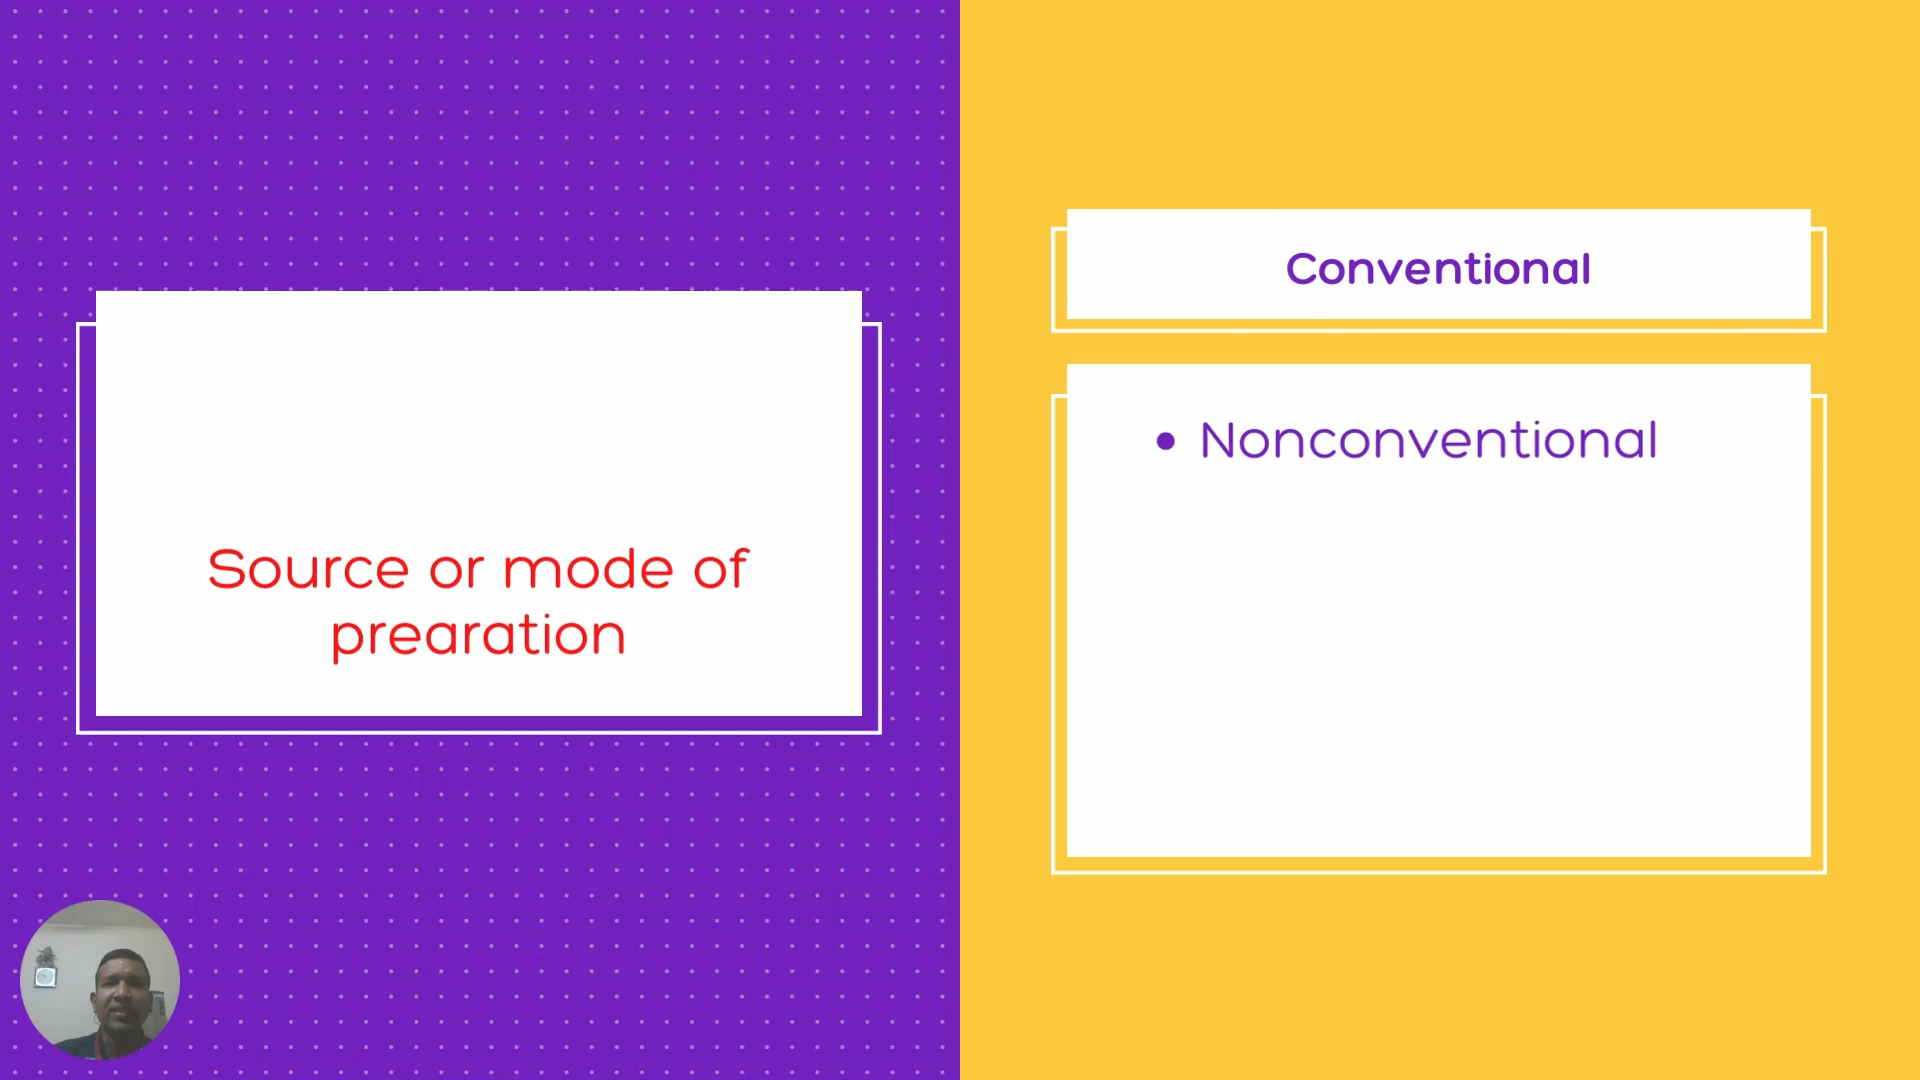 Source or mode of
prearation
Conventional
• Nonconventional